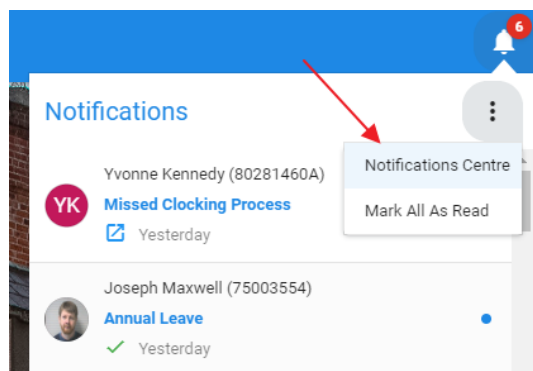 6
Notifications
Notifications Centre
Mark All As Read
Yvonne Kennedy (80281460A)
YK
Missed Clocking Process
Yesterday
Joseph Maxwell (75003554)
Annual Leave
Yesterday